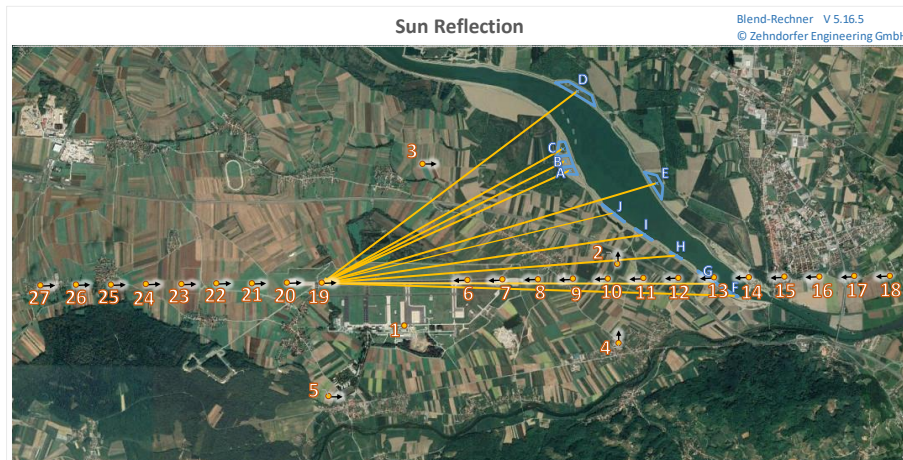 Sun Reflection
Blend-Rechner V 5.16.5
© Zehndorfer Engineering GmbH
D
C
B
A
E
3
J
I
H
2
G
F
27 26 25 24 23 22 21 20 19 6 7 8 9 10 11 12 13 14 15 16 17 18
1
4
5